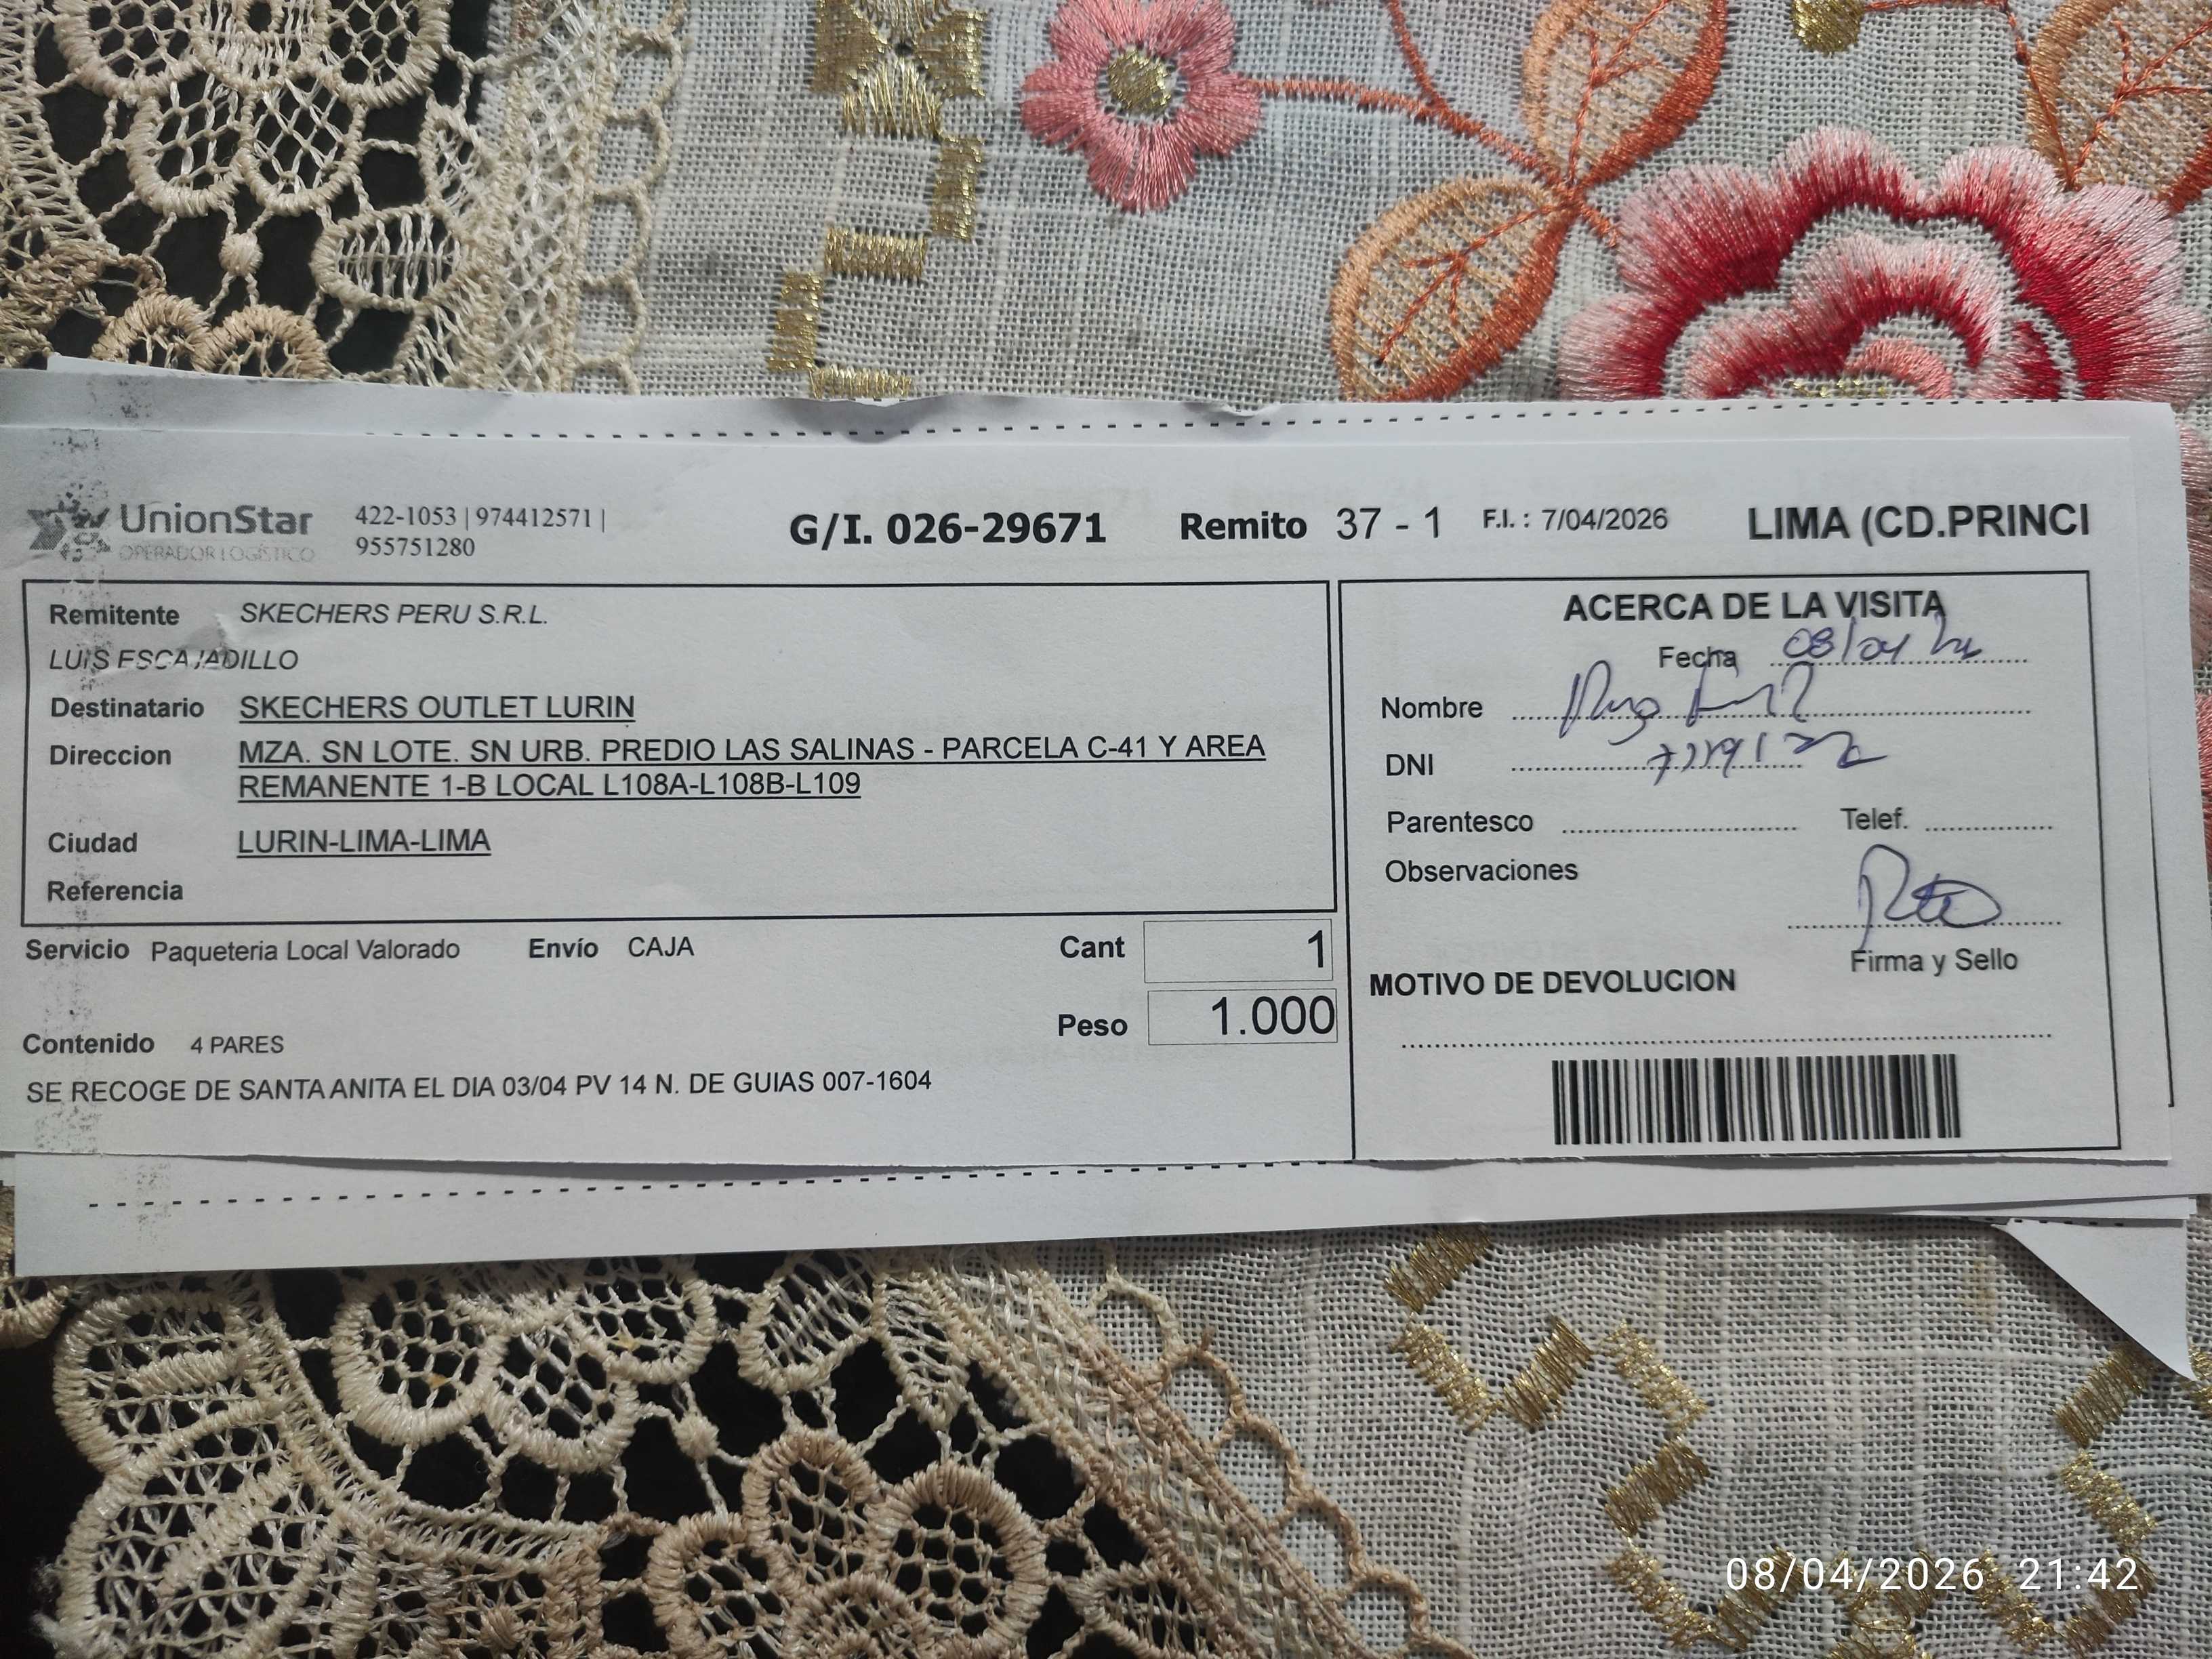 UnionStar
OPERADOR LOGÍSTICO
422-1053 | 974412571 |
955751280
G/I. 026-29671 Remito 37 - 1 F.I. : 7/04/2026 LIMA (CD.PRINCI
Remitente SKECHERS PERU S.R.L.
LUIS ESCAJADILLO
Destinatario SKECHERS OUTLET LURIN
Direccion MZA. SN LOTE. SN URB. PREDIO LAS SALINAS - PARCELA C-41 Y AREA
REMANENTE 1-B LOCAL L108A-L108B-L109
Ciudad LURIN-LIMA-LIMA
Referencia
Servicio Paqueteria Local Valorado Envío CAJA Cant 1
Peso 1.000
Contenido 4 PARES
SE RECOGE DE SANTA ANITA EL DIA 03/04 PV 14 N. DE GUIAS 007-1604
ACERCA DE LA VISITA
Fecha 08/04
Nombre
DNI
Parentesco Telef.
Observaciones
Firma y Sello
MOTIVO DE DEVOLUCION
08/04/2026 21:42